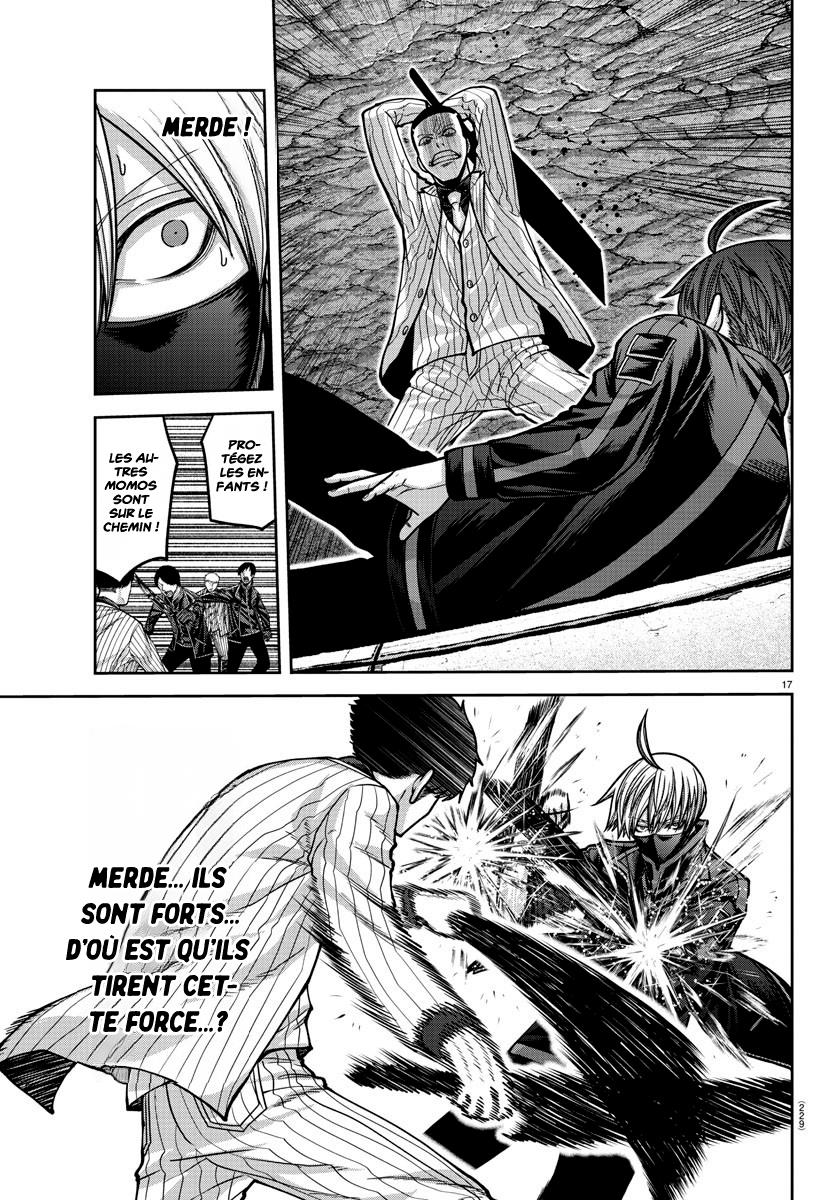 MERDE !
PRO-
TÉGEZ
LES EN-
FANTS !
LES AU-
TRES
MOMOS
SONT
SUR LE
CHEMIN !
17
MERDE... ILS
SONT FORTS...
D'OÙ EST QU'ILS
TIRENT CET-
TE FORCE...?
(229)